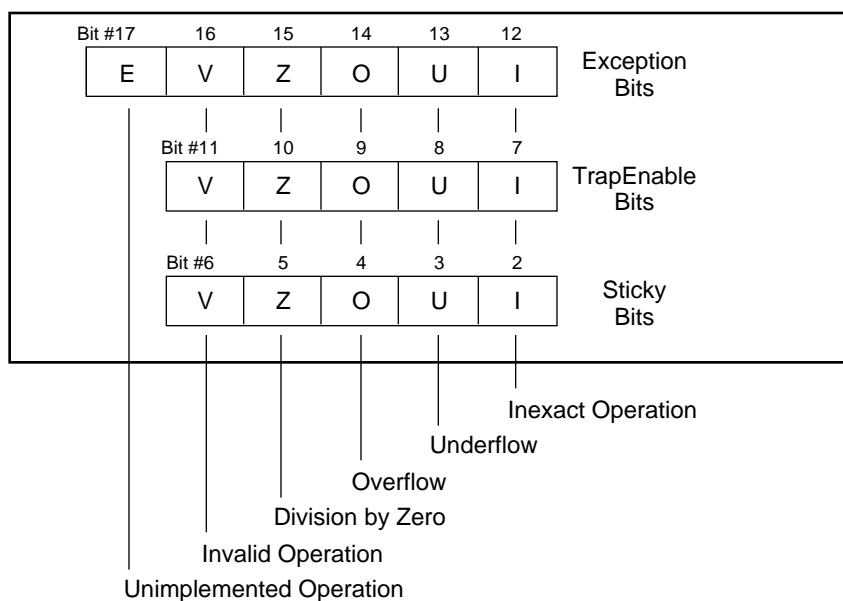 Bit #17 16 15 14 13 12
E V Z O U I
Exception
Bits
Bit #11 10 9 8 7
V Z O U I
TrapEnable
Bits
Bit #6 5 4 3 2
V Z O U I
Sticky
Bits
Inexact Operation
Underflow
Overflow
Division by Zero
Invalid Operation
Unimplemented Operation